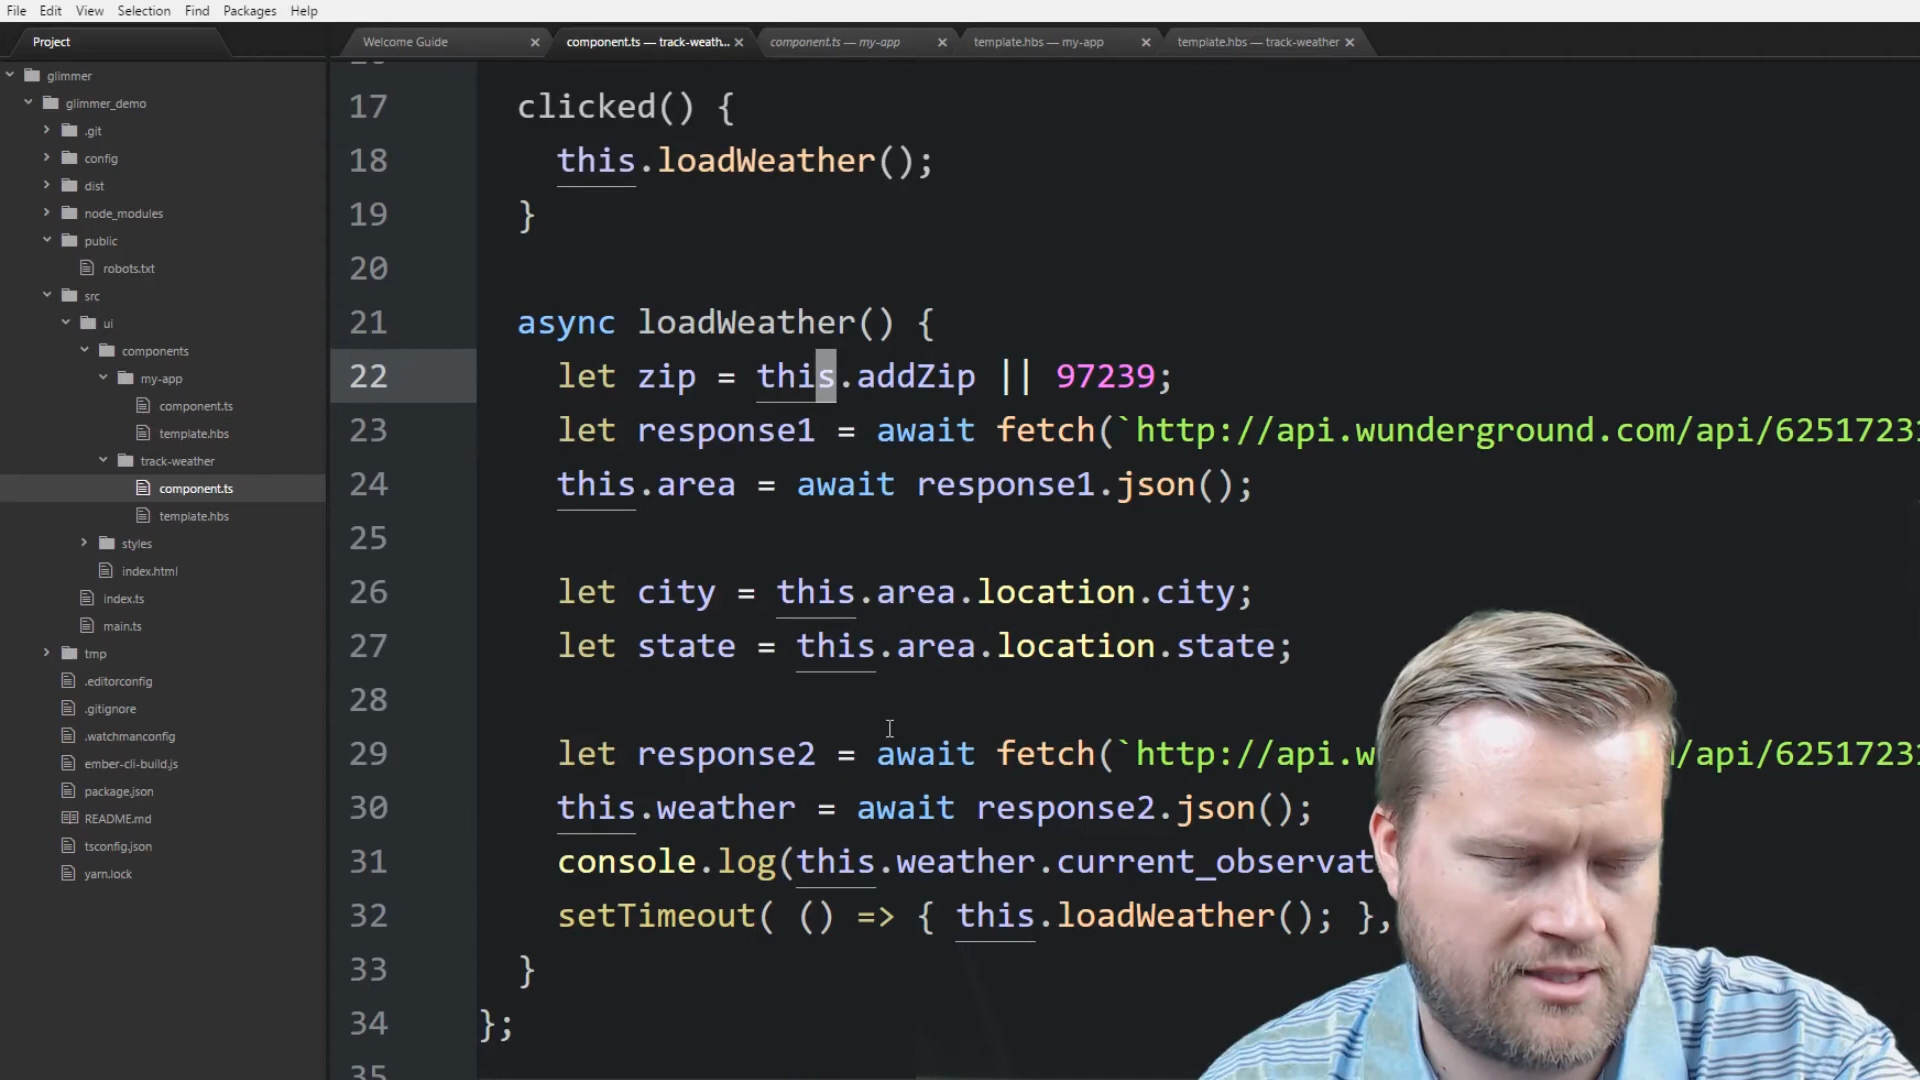 File Edit View Selection Find Packages Help
Project
Welcome Guide
component.ts — track-weath...
component.ts — my-app
template.hbs — my-app
template.hbs — track-weather
glimmer
glimmer_demo
.git
config
dist
node_modules
public
robots.txt
src
ui
components
my-app
component.ts
template.hbs
track-weather
component.ts
template.hbs
styles
index.html
index.ts
main.ts
tmp
.editorconfig
.gitignore
.watchmanconfig
ember-cli-build.js
package.json
README.md
tsconfig.json
yarn.lock
17 clicked() {
18 this.loadWeather();
19 }
20
21 async loadWeather() {
22 let zip = this.addZip || 97239;
23 let response1 = await fetch(`http://api.wunderground.com/api/6251723
24 this.area = await response1.json();
25
26 let city = this.area.location.city;
27 let state = this.area.location.state;
28
29 let response2 = await fetch(`http://api.w /api/6251723
30 this.weather = await response2.json();
31 console.log(this.weather.current_observat
32 setTimeout( () => { this.loadWeather(); },
33 }
34 };
35